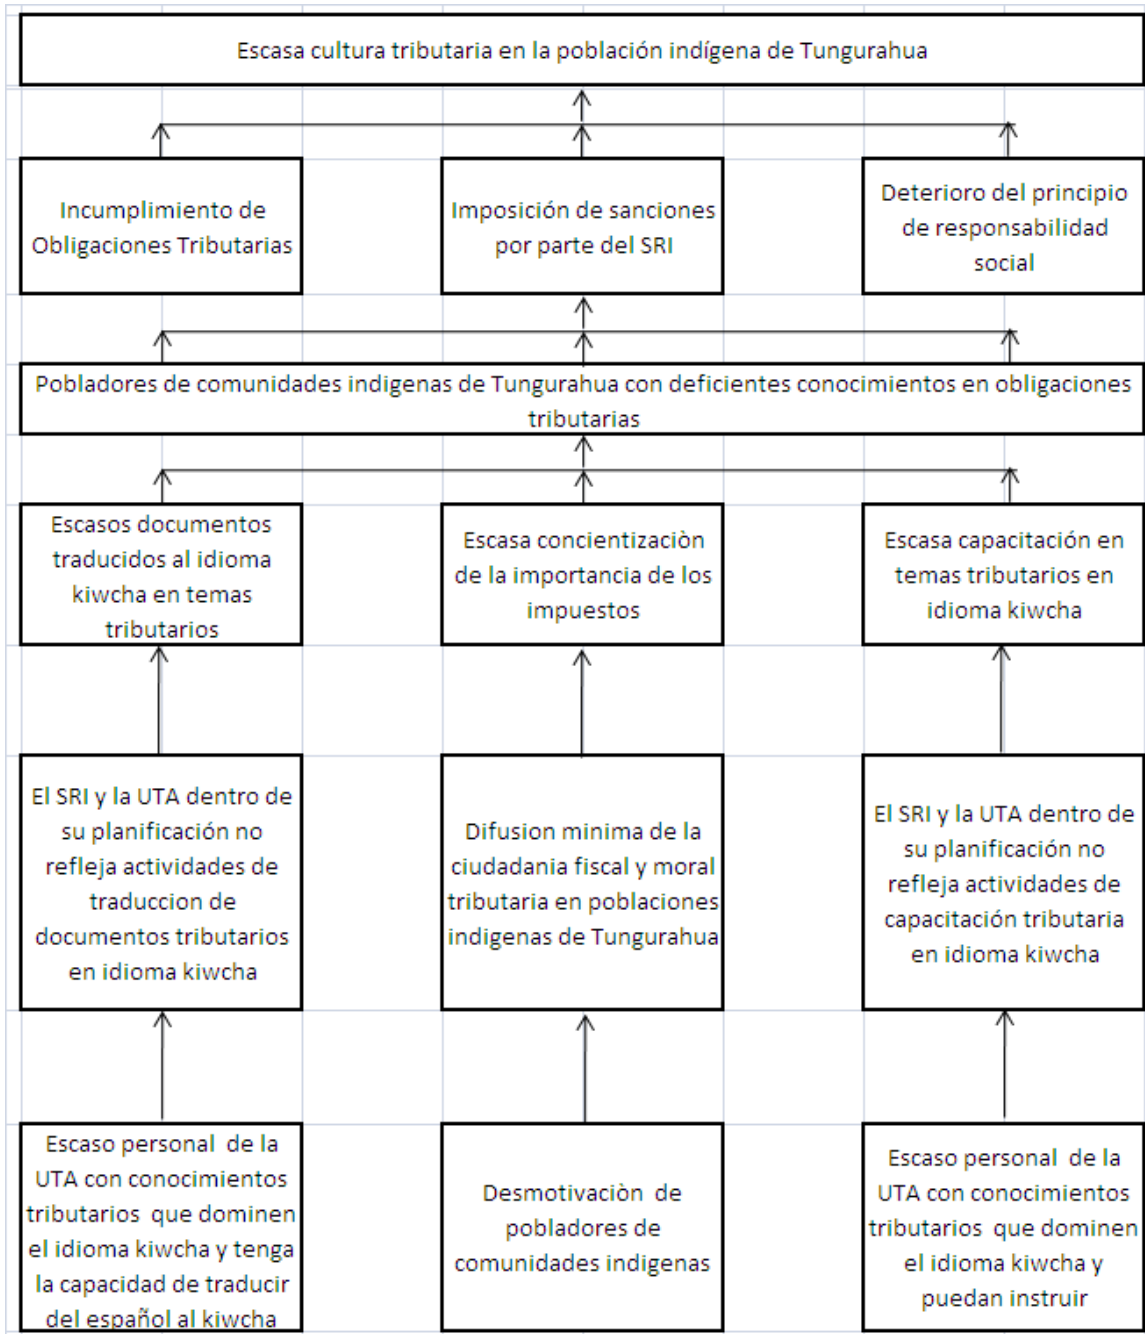 Escasa cultura tributaria en la población indígena de Tungurahua
Incumplimiento de
Obligaciones Tributarias
Imposición de sanciones
por parte del SRI
Deterioro del principio
de responsabilidad
social
Pobladores de comunidades indigenas de Tungurahua con deficientes conocimientos en obligaciones
tributarias
Escasos documentos
traducidos al idioma
kiwcha en temas
tributarios
Escasa concientizaciòn
de la importancia de los
impuestos
Escasa capacitación en
temas tributarios en
idioma kiwcha
El SRI y la UTA dentro de
su planificación no
refleja actividades de
traduccion de
documentos tributarios
en idioma kiwcha
Difusion minima de la
ciudadania fiscal y moral
tributaria en poblaciones
indigenas de Tungurahua
El SRI y la UTA dentro de
su planificación no
refleja actividades de
capacitación tributaria
en idioma kiwcha
Escaso personal de la
UTA con conocimientos
tributarios que dominen
el idioma kiwcha y tenga
la capacidad de traducir
del español al kiwcha
Desmotivaciòn de
pobladores de
comunidades indigenas
Escaso personal de la
UTA con conocimientos
tributarios que dominen
el idioma kiwcha y
puedan instruir